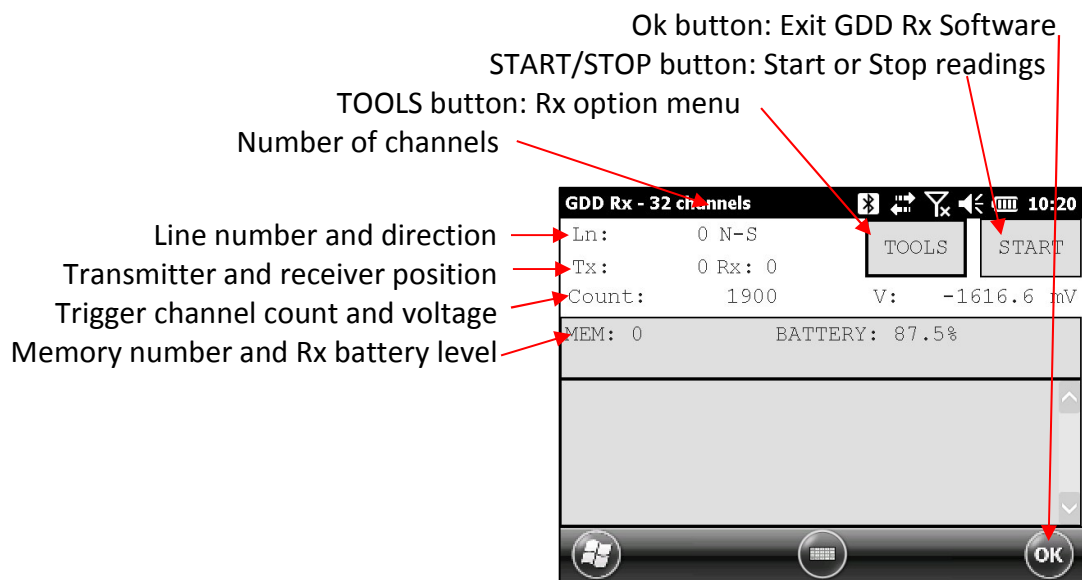 Ok button: Exit GDD Rx Software
START/STOP button: Start or Stop readings
TOOLS button: Rx option menu
Number of channels
GDD Rx - 32 channels 10:20
Line number and direction
Ln: 0 N-S
TOOLS START
Transmitter and receiver position
Tx: 0 Rx: 0
Trigger channel count and voltage
Count: 1900 V: -1616.6 mV
Memory number and Rx battery level
MEM: 0 BATTERY: 87.5%
OK